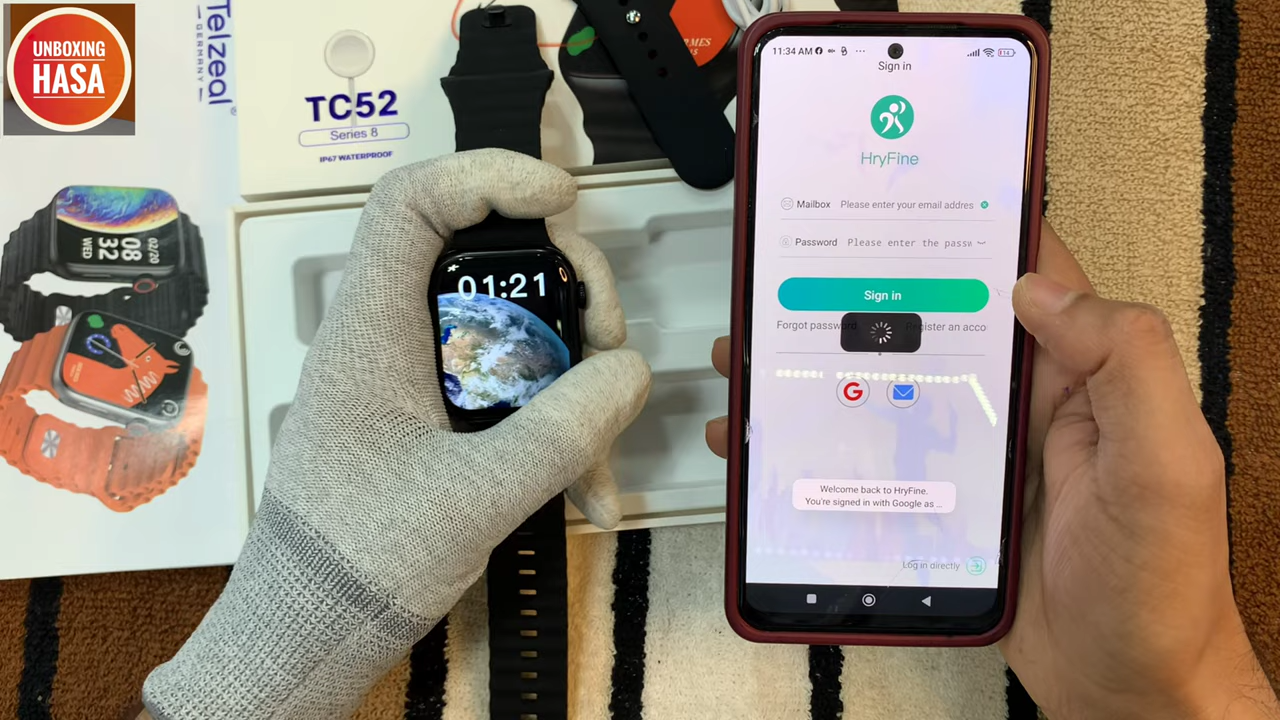 UNBOXING
HASA
Telzeal
GERMANY
TC52
Series 8
IP67 WATERPROOF
02/20
08
32
WED
01:21
11:34 AM
Sign in
HryFine
Mailbox Please enter your email addres
Password Please enter the passw
Sign in
Forgot password Register an acco
G
Welcome back to HryFine.
You're signed in with Google as ...
Log in directly